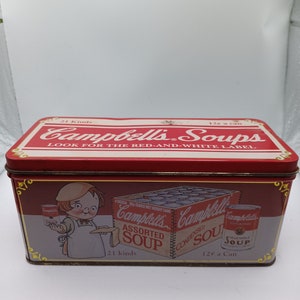 21 Kinds
12¢ a can
Campbell's Soups
LOOK FOR THE RED-AND-WHITE LABEL
Campbell's
ASSORTED
SOUP
Campbell's
SOUP
Campbell's
SOUP
21 Kinds
12¢ a Can